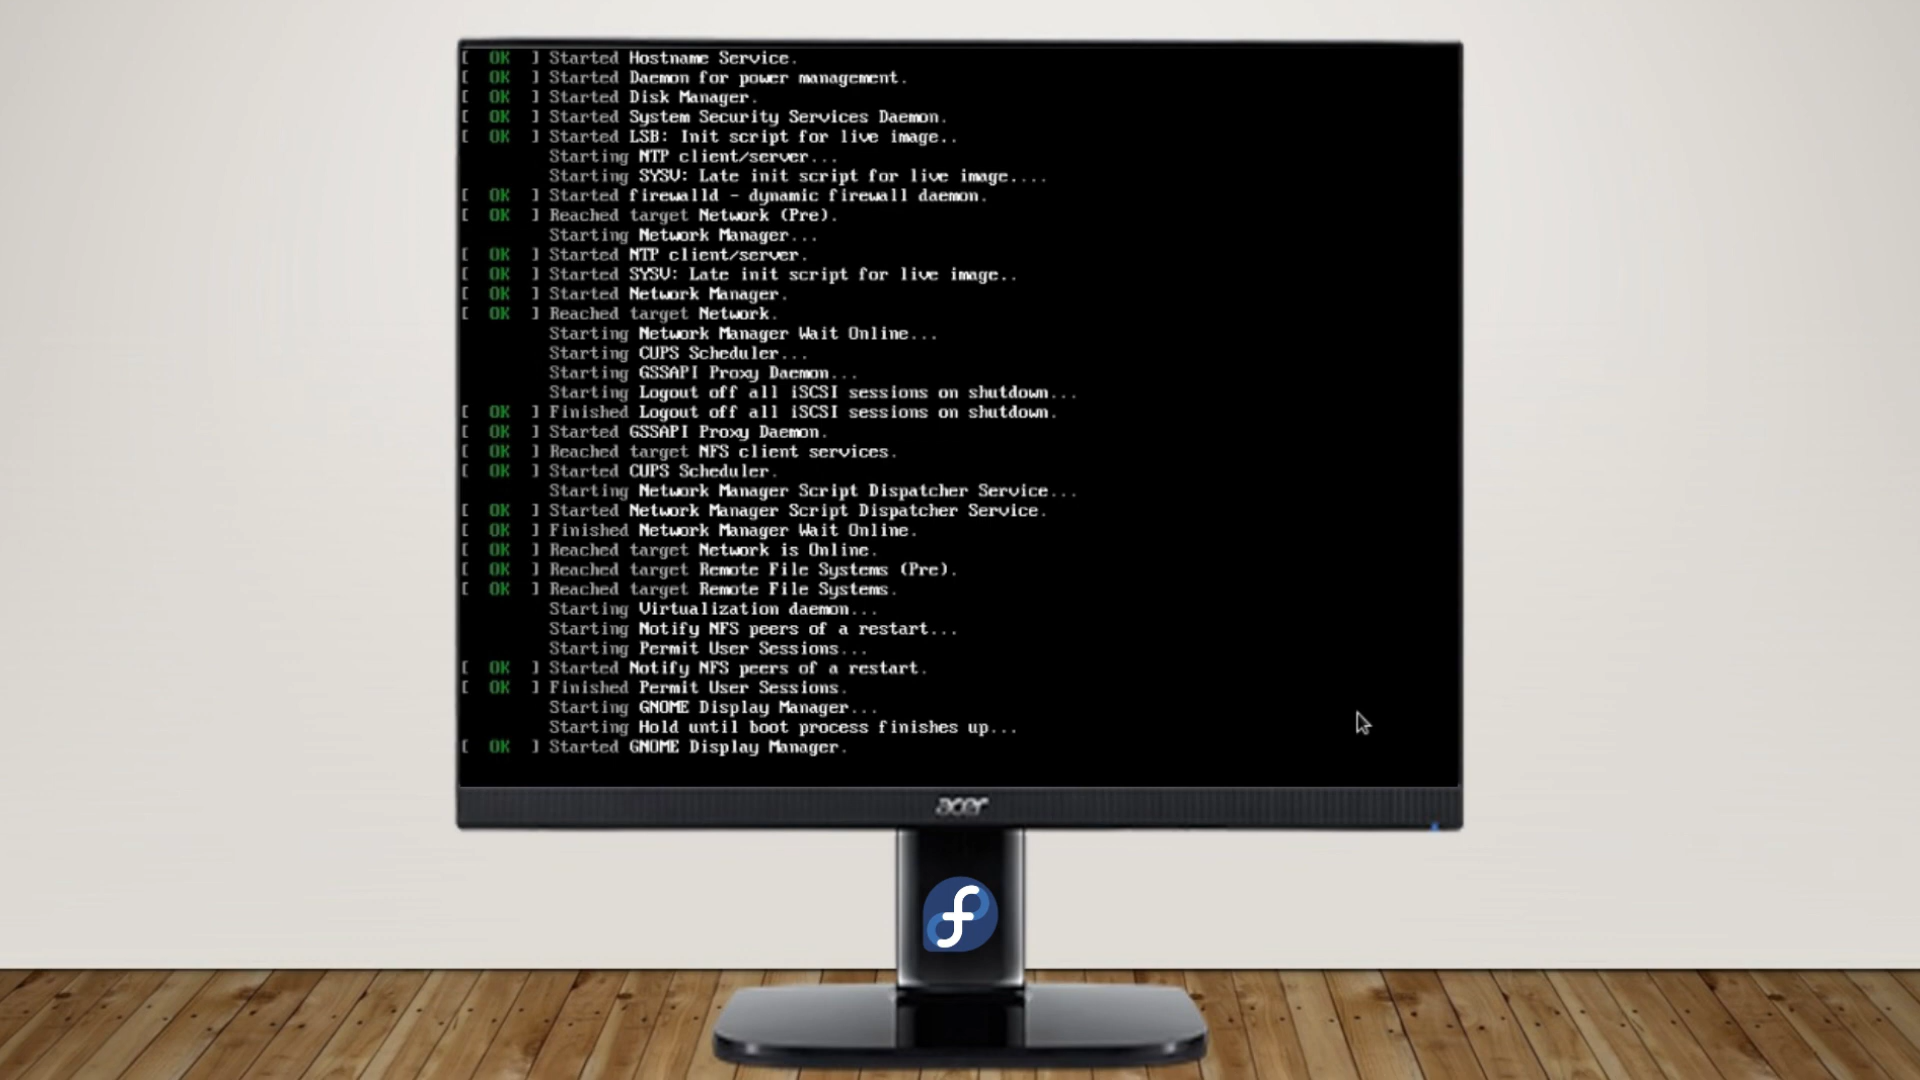 [  OK  ] Started Hostname Service.
[  OK  ] Started Daemon for power management.
[  OK  ] Started Disk Manager.
[  OK  ] Started System Security Services Daemon.
[  OK  ] Started LSB: Init script for live image..
Starting NTP client/server...
Starting SYSV: Late init script for live image....
[  OK  ] Started firewalld - dynamic firewall daemon.
[  OK  ] Reached target Network (Pre).
Starting Network Manager...
[  OK  ] Started NTP client/server.
[  OK  ] Started SYSV: Late init script for live image..
[  OK  ] Started Network Manager.
[  OK  ] Reached target Network.
Starting Network Manager Wait Online...
Starting CUPS Scheduler...
Starting GSSAPI Proxy Daemon...
Starting Logout off all iSCSI sessions on shutdown...
[  OK  ] Finished Logout off all iSCSI sessions on shutdown.
[  OK  ] Started GSSAPI Proxy Daemon.
[  OK  ] Reached target NFS client services.
[  OK  ] Started CUPS Scheduler.
Starting Network Manager Script Dispatcher Service...
[  OK  ] Started Network Manager Script Dispatcher Service.
[  OK  ] Finished Network Manager Wait Online.
[  OK  ] Reached target Network is Online.
[  OK  ] Reached target Remote File Systems (Pre).
[  OK  ] Reached target Remote File Systems.
Starting Virtualization daemon...
Starting Notify NFS peers of a restart...
Starting Permit User Sessions...
[  OK  ] Started Notify NFS peers of a restart.
[  OK  ] Finished Permit User Sessions.
Starting GNOME Display Manager...
Starting Hold until boot process finishes up...
[  OK  ] Started GNOME Display Manager.
acer